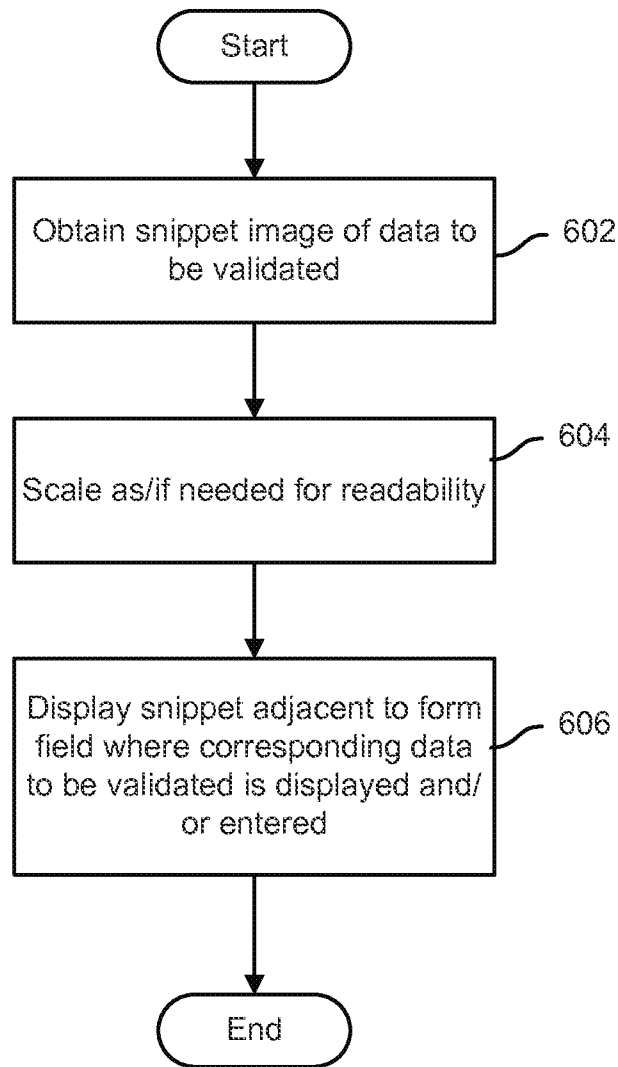 Start
Obtain snippet image of data to
be validated
602
Scale as/if needed for readability
604
Display snippet adjacent to form
field where corresponding data
to be validated is displayed and/
or entered
606
End